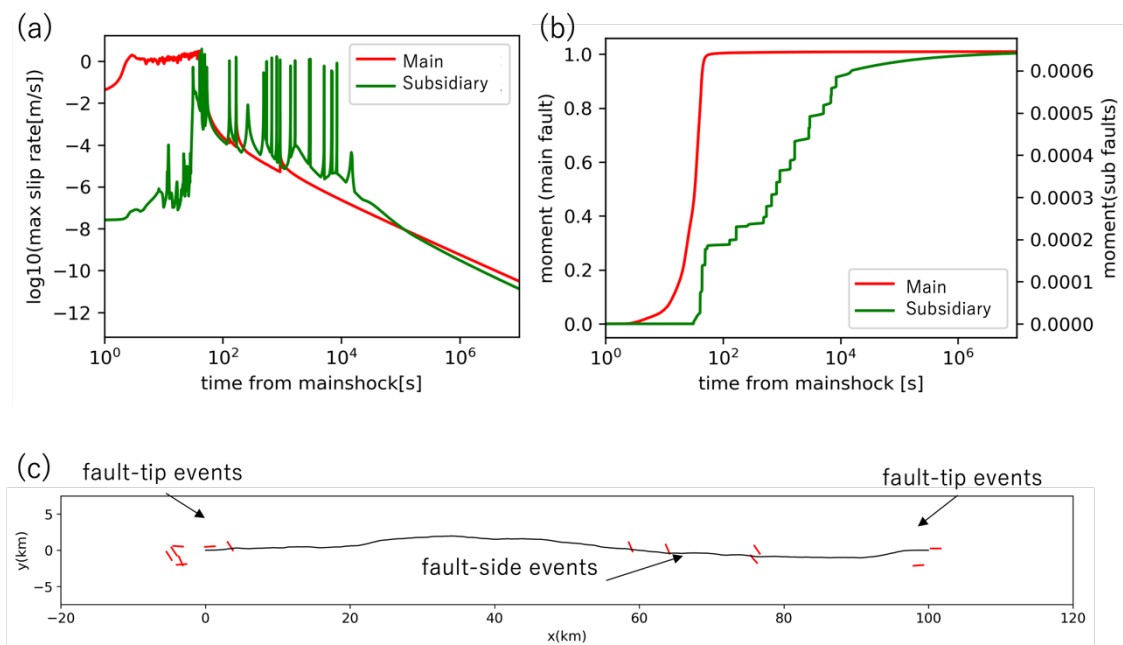 (a)
log10(max slip rate[m/s])
0
−2
−4
−6
−8
−10
−12
Main
Subsidiary
10^0
10^2
10^4
10^6
time from mainshock[s]
(b)
moment (main fault)
1.0
0.8
0.6
0.4
0.2
0.0
Main
Subsidiary
0.0006
0.0005
0.0004
0.0003
0.0002
0.0001
0.0000
moment(sub faults)
10^0
10^2
10^4
10^6
time from mainshock [s]
(c)
fault-tip events
fault-tip events
fault-side events
y(km)
5
0
−5
−20
0
20
40
60
80
100
120
x(km)